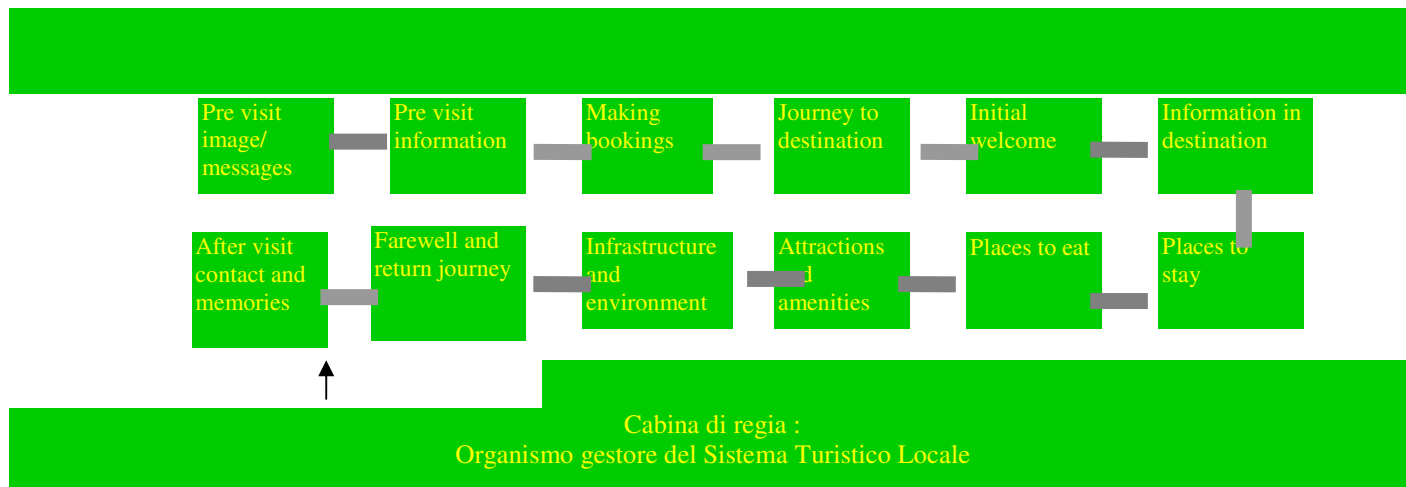 Pre visit
image/
messages
Pre visit
information
Making
bookings
Journey to
destination
Initial
welcome
Information in
destination
After visit
contact and
memories
Farewell and
return journey
Infrastructure
and
environment
Attractions
and
amenities
Places to eat
Places to
stay
Cabina di regia :
Organismo gestore del Sistema Turistico Locale